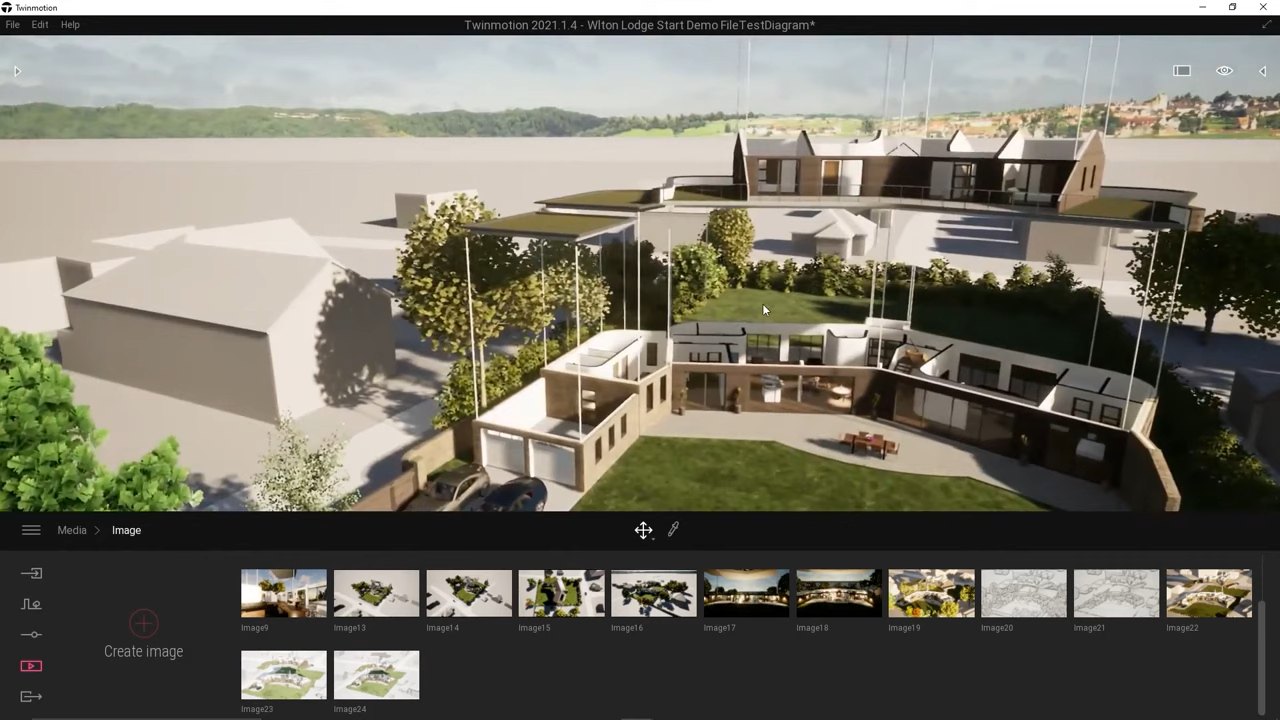 Twinmotion
File Edit Help
Twinmotion 2021.1.4 - Wlton Lodge Start Demo FileTestDiagram*
Media Image
Create image
Image9 Image13 Image14 Image15 Image16 Image17 Image18 Image19 Image20 Image21 Image22
Image23 Image24